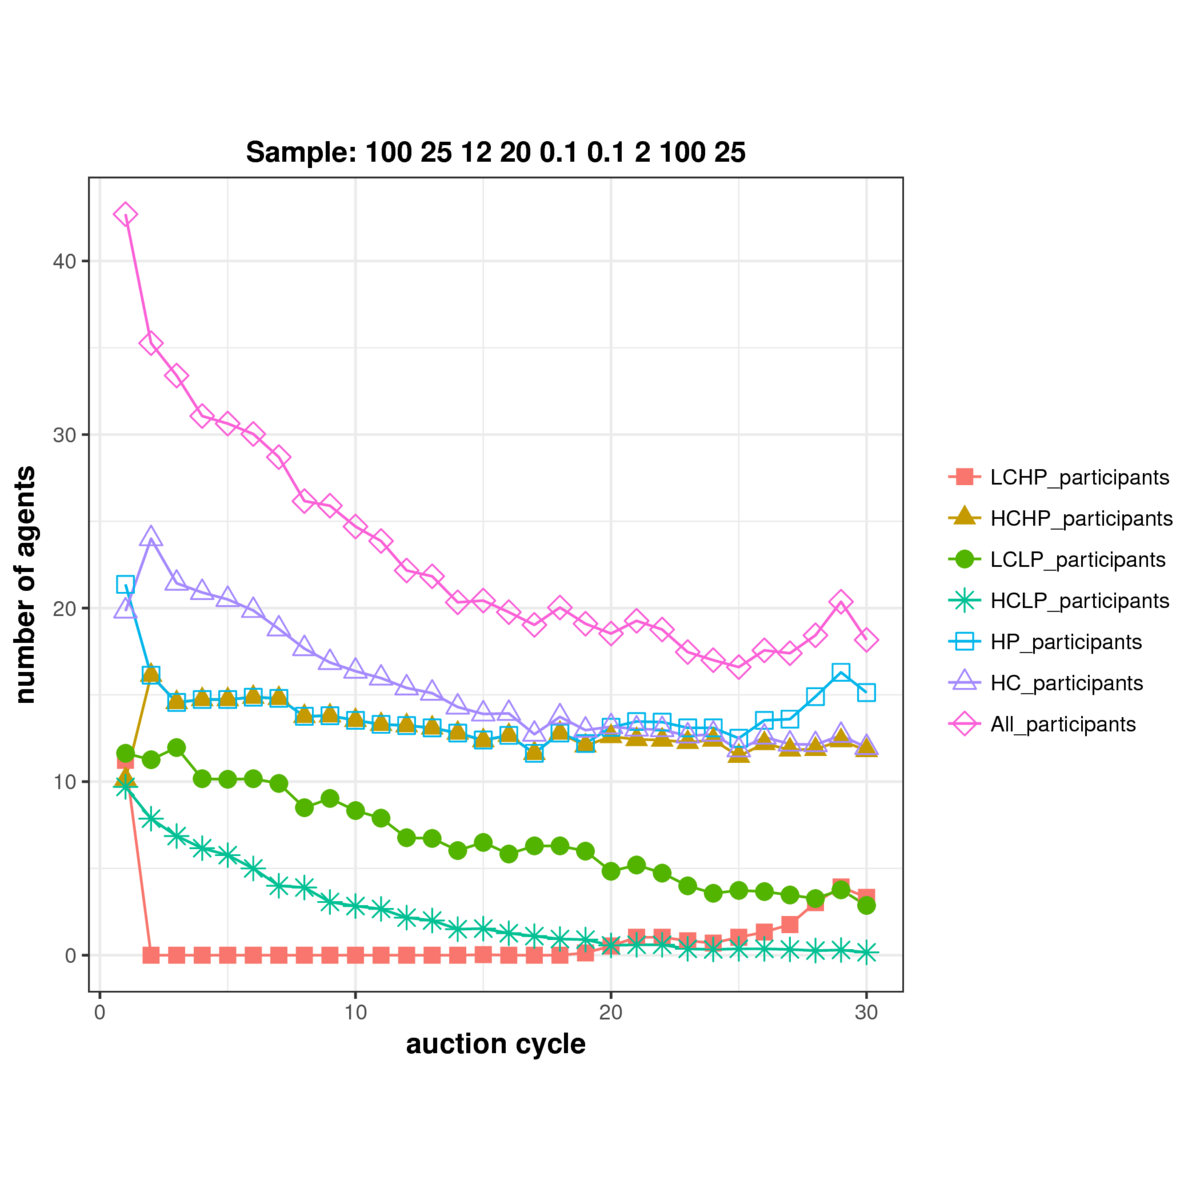 Sample: 100 25 12 20 0.1 0.1 2 100 25
number of agents
40
30
20
10
0
0 10 20 30
auction cycle
LCHP_participants
HCHP_participants
LCLP_participants
HCLP_participants
HP_participants
HC_participants
All_participants